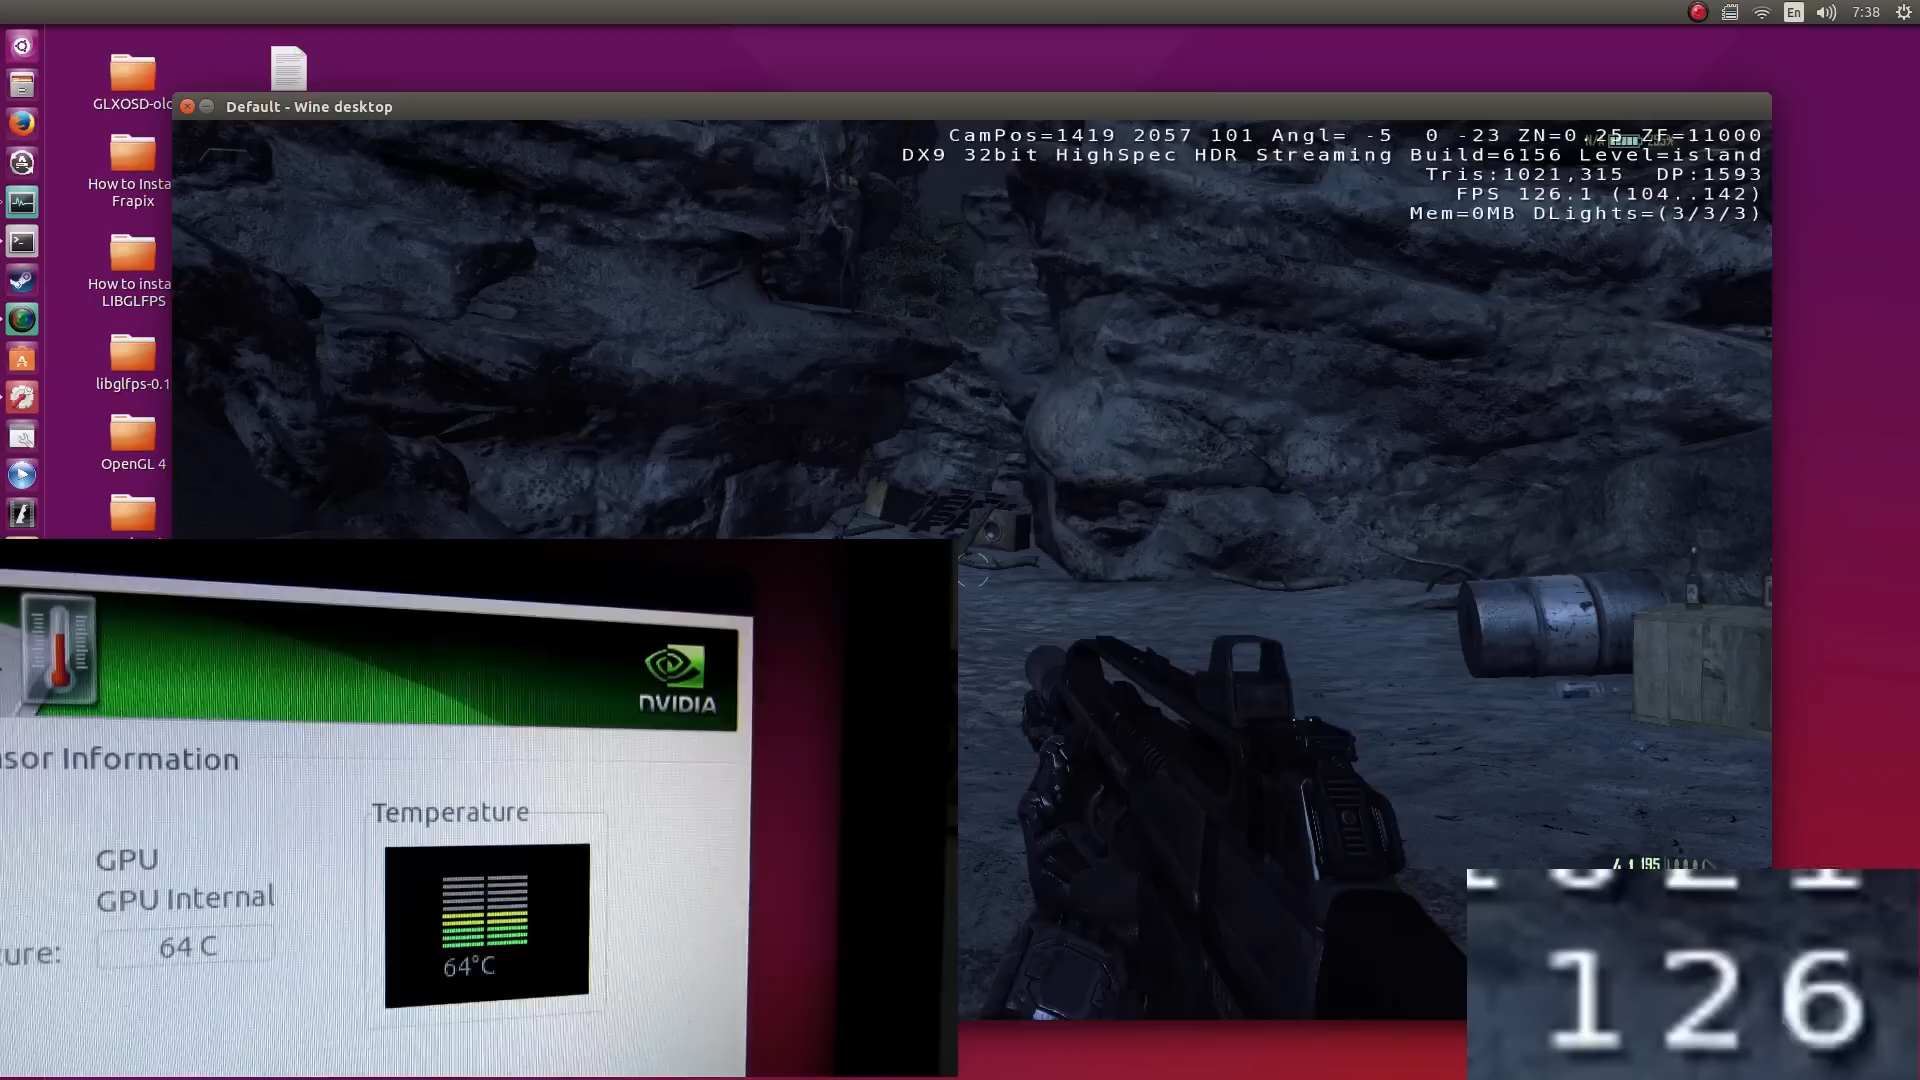 En
7:38
GLXOSD-old
Default - Wine desktop
CamPos=1419 2057 101 Angl= -5 0 -23 ZN=0.25 ZF=11000
DX9 32bit HighSpec HDR Streaming Build=6156 Level=island
Tris:1021,315 DP:1593
FPS 126.1 (104..142)
Mem=0MB DLights=(3/3/3)
How to Insta
Frapix
How to insta
LIBGLFPS
libglfps-0.1
OpenGL 4
NVIDIA
sor Information
Temperature
GPU
GPU Internal
ure:
64 C
64°C
195
126